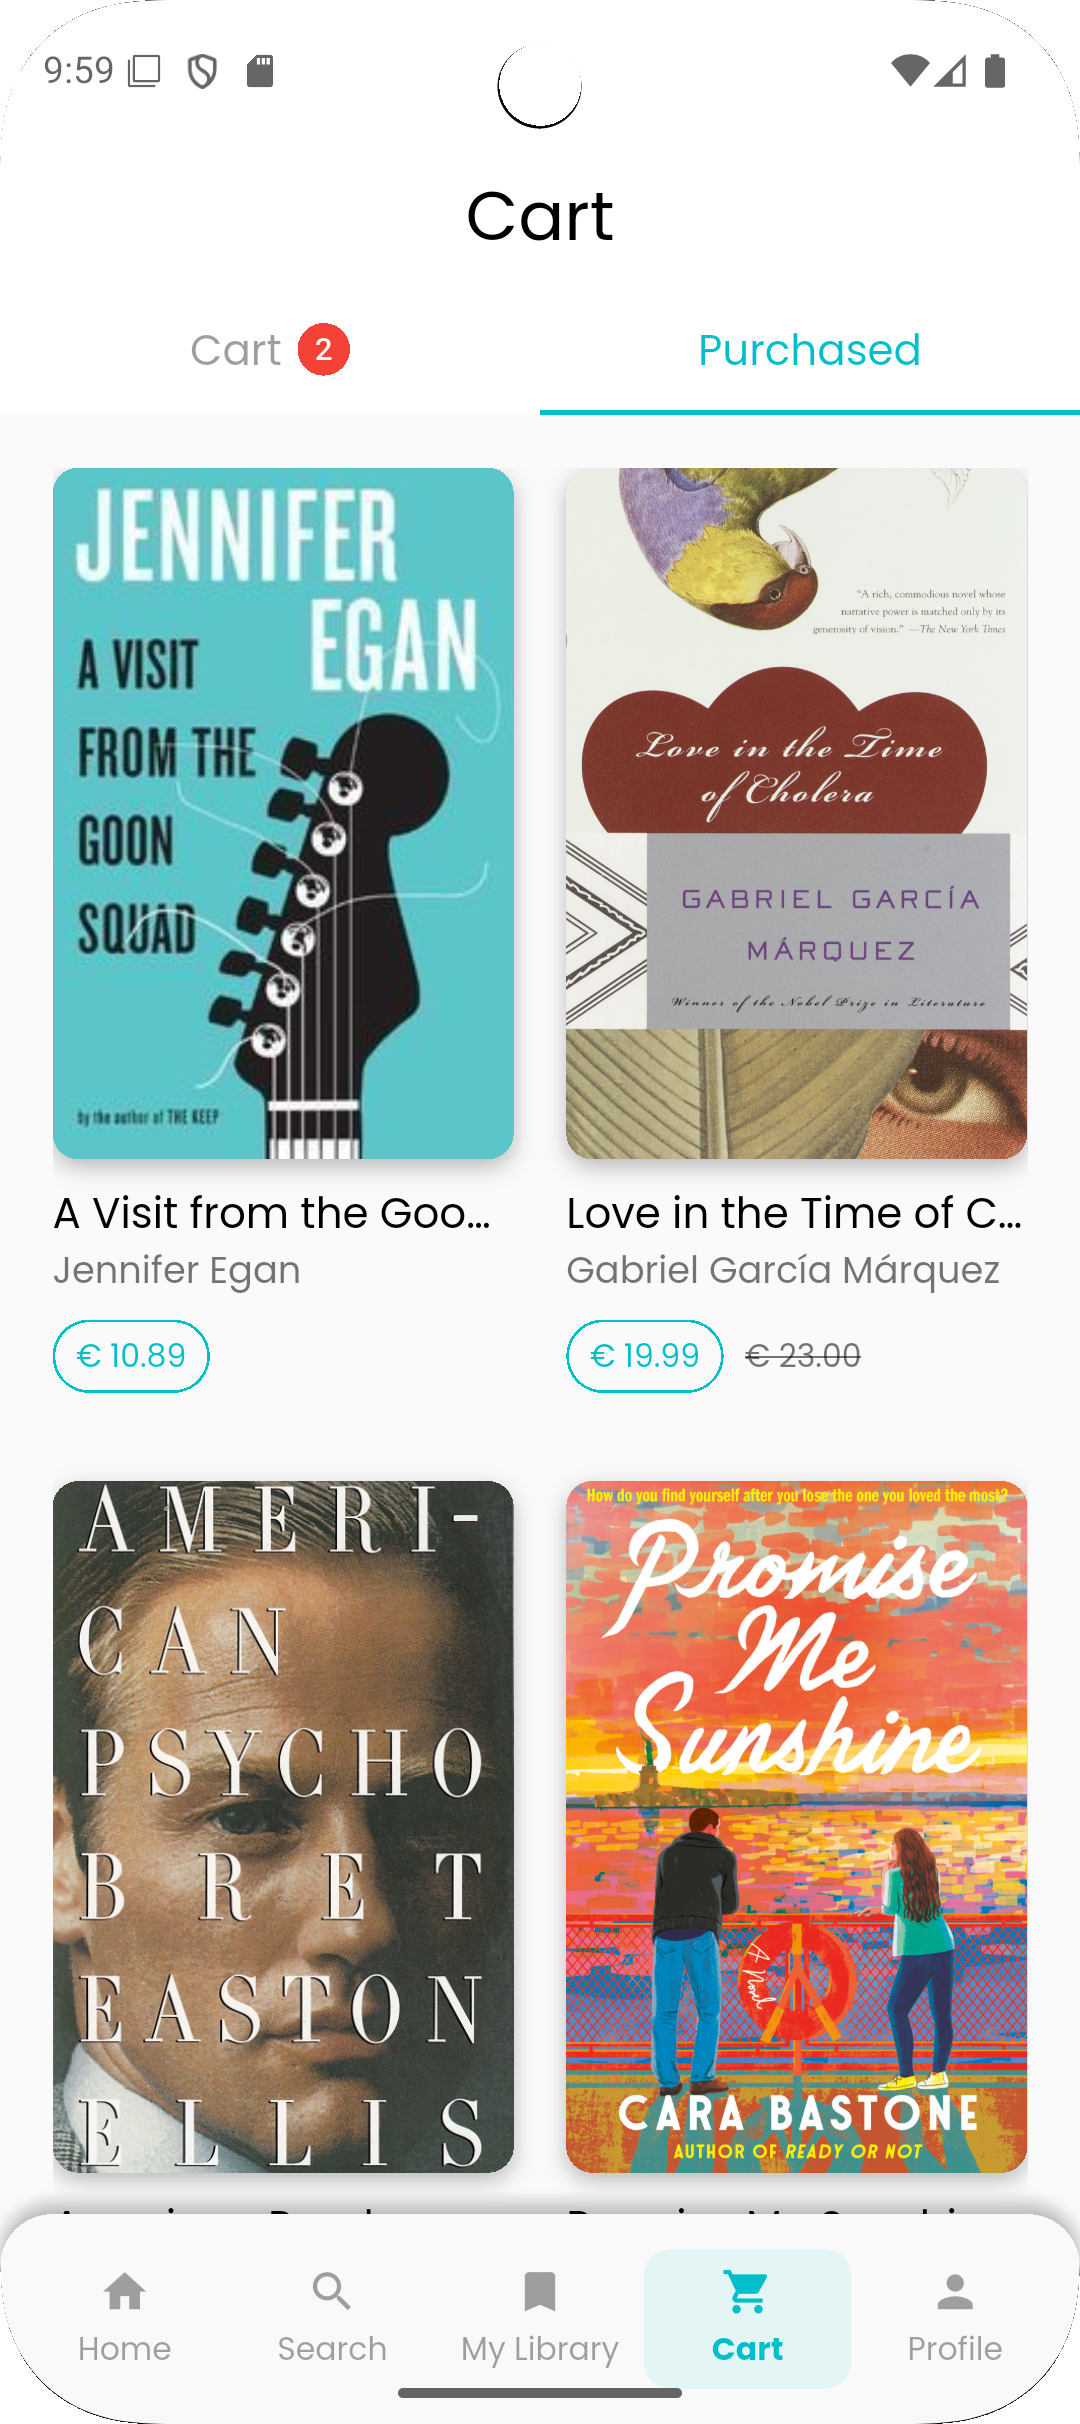 9:59
Cart
Cart 2
Purchased
JENNIFER
EGAN
A VISIT
FROM THE
GOON
SQUAD
by the author of THE KEEP
"A rich, commodious novel whose
narrative power is matched only by its
generosity of vision." —The New York Times
Love in the Time
of Cholera
GABRIEL GARCÍA
MÁRQUEZ
Winner of the Nobel Prize in Literature
A Visit from the Goo...
Jennifer Egan
€ 10.89
Love in the Time of C...
Gabriel García Márquez
€ 19.99 € 23.00
AMERI-
CAN
PSYCHO
BRET
EASTON
ELLIS
How do you find yourself after you lose the one you loved the most?
Promise
Me
Sunshine
A Novel
CARA BASTONE
AUTHOR OF READY OR NOT
Home
Search
My Library
Cart
Profile